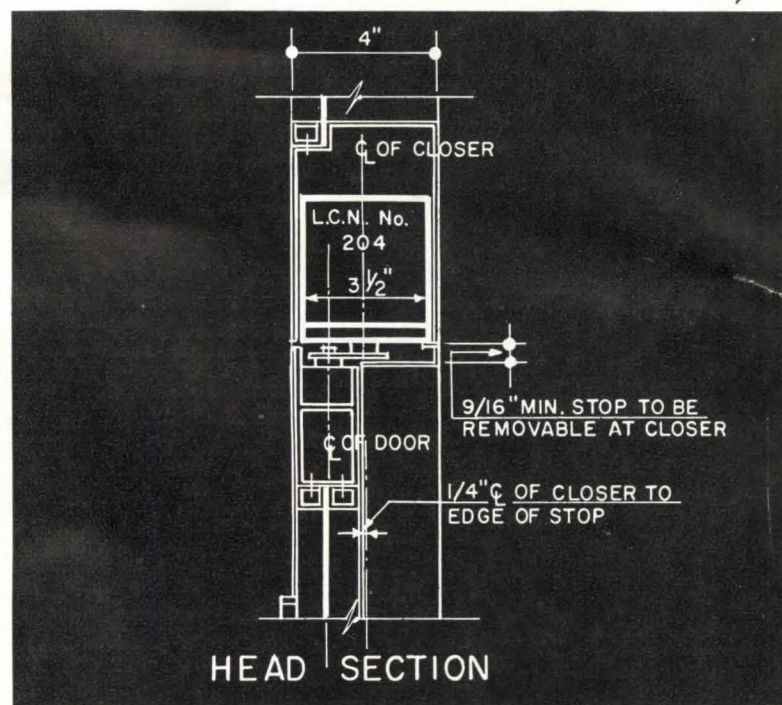 4"
℄ OF CLOSER
L.C.N. No.
204
3 1/2"
9/16" MIN. STOP TO BE
REMOVABLE AT CLOSER
℄ OF DOOR
1/4" ℄ OF CLOSER TO
EDGE OF STOP
HEAD SECTION